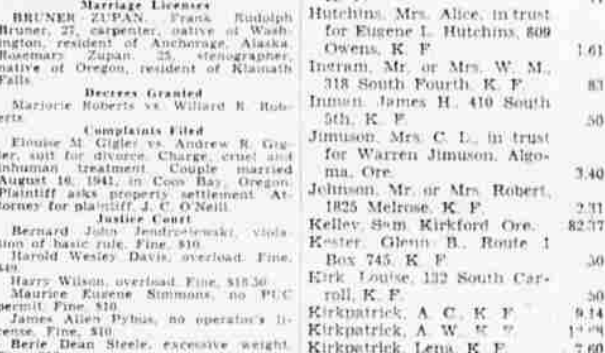 Marriage Licenses
BRUNER - ZUPAN. Frank Rudolph
Bruner, 27, carpenter, native of Wash-
ington, resident of Anchorage, Alaska.
Rosemary Zupan, 25, stenographer,
native of Oregon, resident of Klamath
Falls.
Decrees Granted
Marjorie Roberts vs. Willard R. Rob-
erts.
Complaints Filed
Elouise M. Gigler vs. Andrew R. Gig-
ler, suit for divorce. Charge, cruel and
inhuman treatment. Couple married
August 16, 1941, in Coos Bay, Oregon.
Plaintiff asks property settlement. At-
torney for plaintiff, J. C. O'Neill.
Justice Court
Bernard John Jendrzejewski, viola-
tion of basic rule. Fine, $10.
Harold Wesley Davis, overload. Fine,
$49.
Harry Wilson, overload. Fine, $18.50
Maurice Eugene Simmons, no PUC
permit. Fine, $10
James Allen Pybus, no operator's li-
cense. Fine, $10.
Berle Dean Steele, excessive weight.
Hutchins, Mrs. Alice, in trust
for Eugene L. Hutchins, 809
Owens, K. F. 1.61
Ingram, Mr. or Mrs. W. M.,
318 South Fourth, K. F. 83
Inman, James H., 410 South
5th, K. F. .50
Jimuson, Mrs. C. L., in trust
for Warren Jimuson, Algo-
ma, Ore. 3.40
Johnson, Mr. or Mrs. Robert,
1825 Melrose, K. F. 2.31
Kelley, Sam, Kirkford Ore. 82.37
Kester, Glenn B., Route 1
Box 745, K. F. .50
Kirk Louise, 132 South Car-
roll, K. F. .50
Kirkpatrick, A. C., K. F. 9.14
Kirkpatrick, A. W., K. F.
Kirkpatrick, Lena, K. F. 7.60